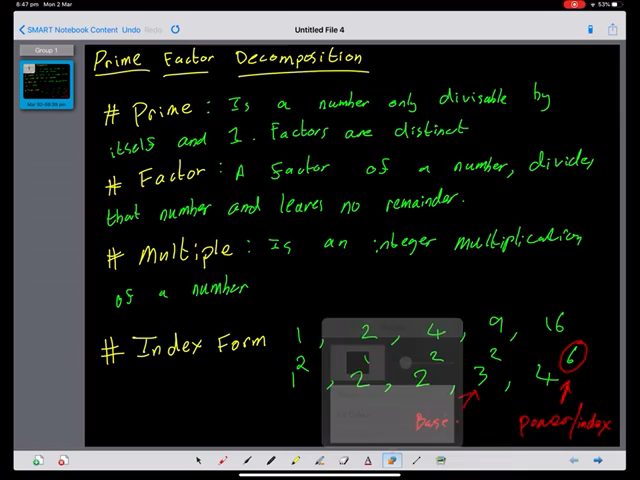 8:47 pm Mon 2 Mar
53%
SMART Notebook Content Undo Redo
Untitled File 4
Group 1
Prime Factor Decomposition
# Prime : Is a number only divisable by
itself and 1. Factors are distinct
# Factor : A factor of a number, divides
that number and leaves no remainder.
# Multiple : Is an integer multiplication
of a number
# Index Form
1 , 2 , 4 , 9 , 16
1² , 2¹ , 2² , 3² , 4⁶
Base
power/index